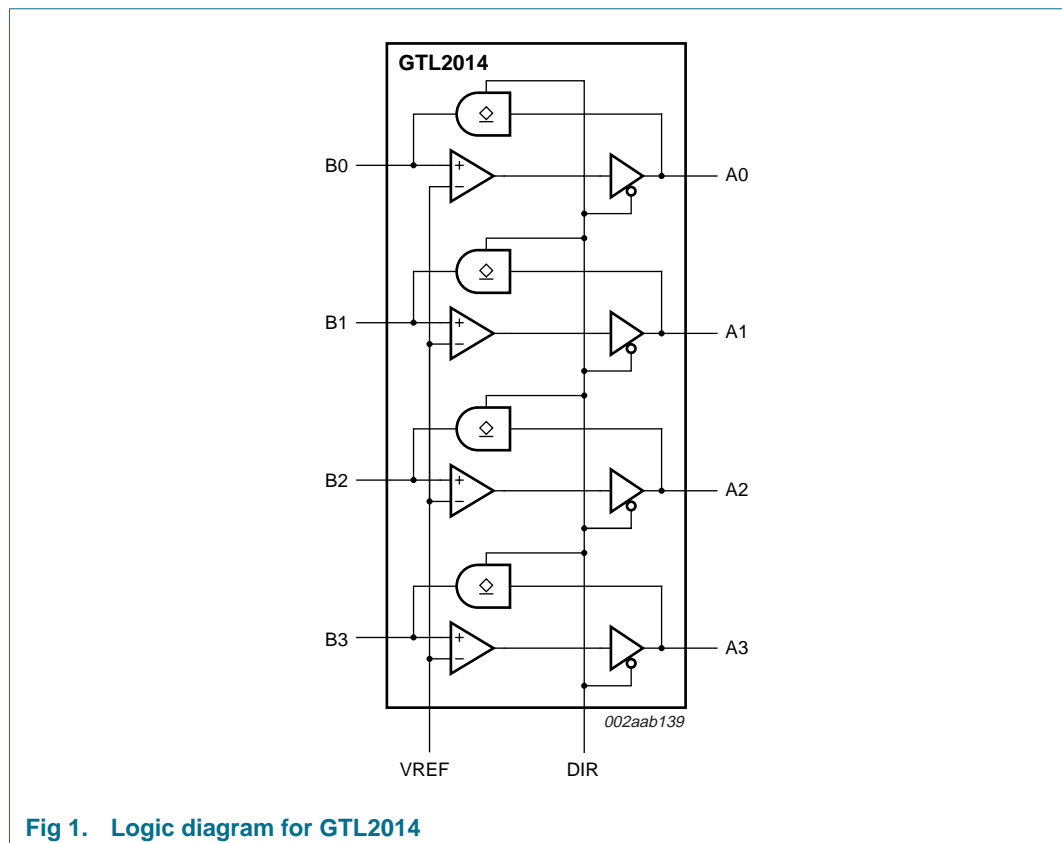 GTL2014
B0
+
−
A0
B1
+
−
A1
B2
+
−
A2
B3
+
−
A3
002aab139
VREF DIR
Fig 1. Logic diagram for GTL2014